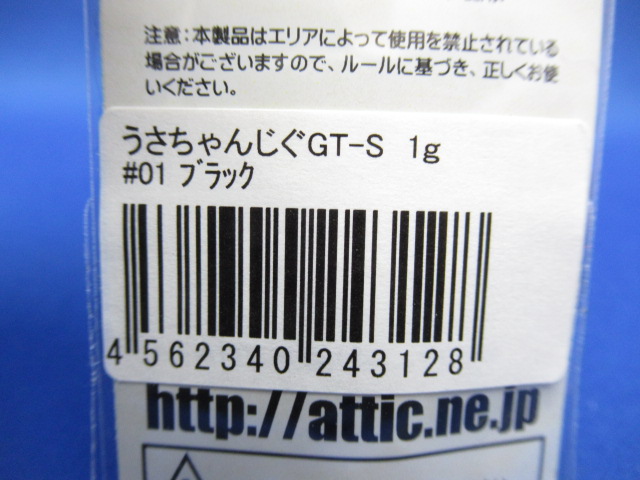 注意：本製品はエリアによって使用を禁止されている
場合がございますので、ルールに基づき、正しくお使
いください。
うさちゃんじぐGT-S 1g
#01 ﾌﾞﾗｯｸ
4 562340 243128
http://attic.ne.jp